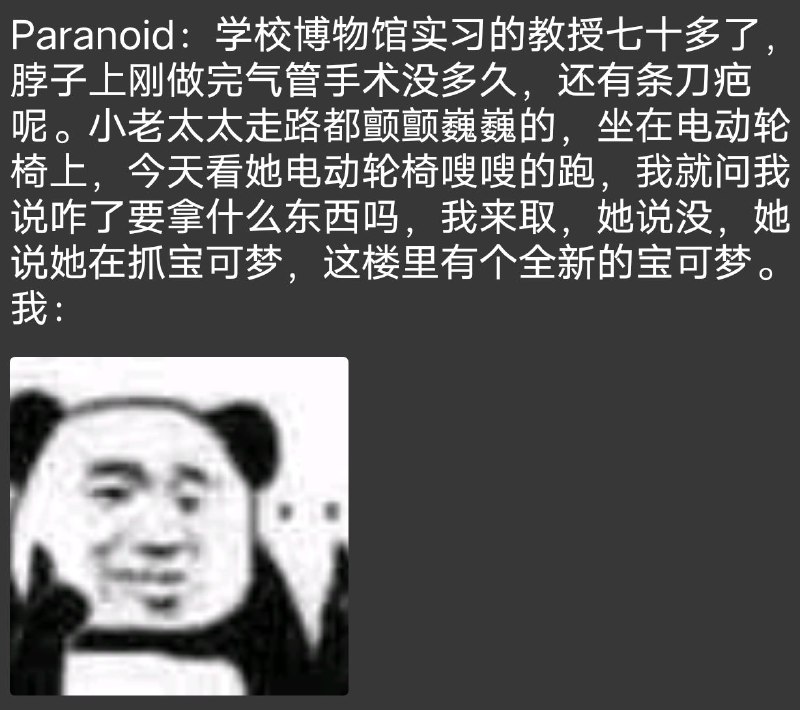 Paranoid：学校博物馆实习的教授七十多了，
脖子上刚做完气管手术没多久，还有条刀疤
呢。小老太太走路都颤颤巍巍的，坐在电动轮
椅上，今天看她电动轮椅嗖嗖的跑，我就问我
说咋了要拿什么东西吗，我来取，她说没，她
说她在抓宝可梦，这楼里有个全新的宝可梦。
我：